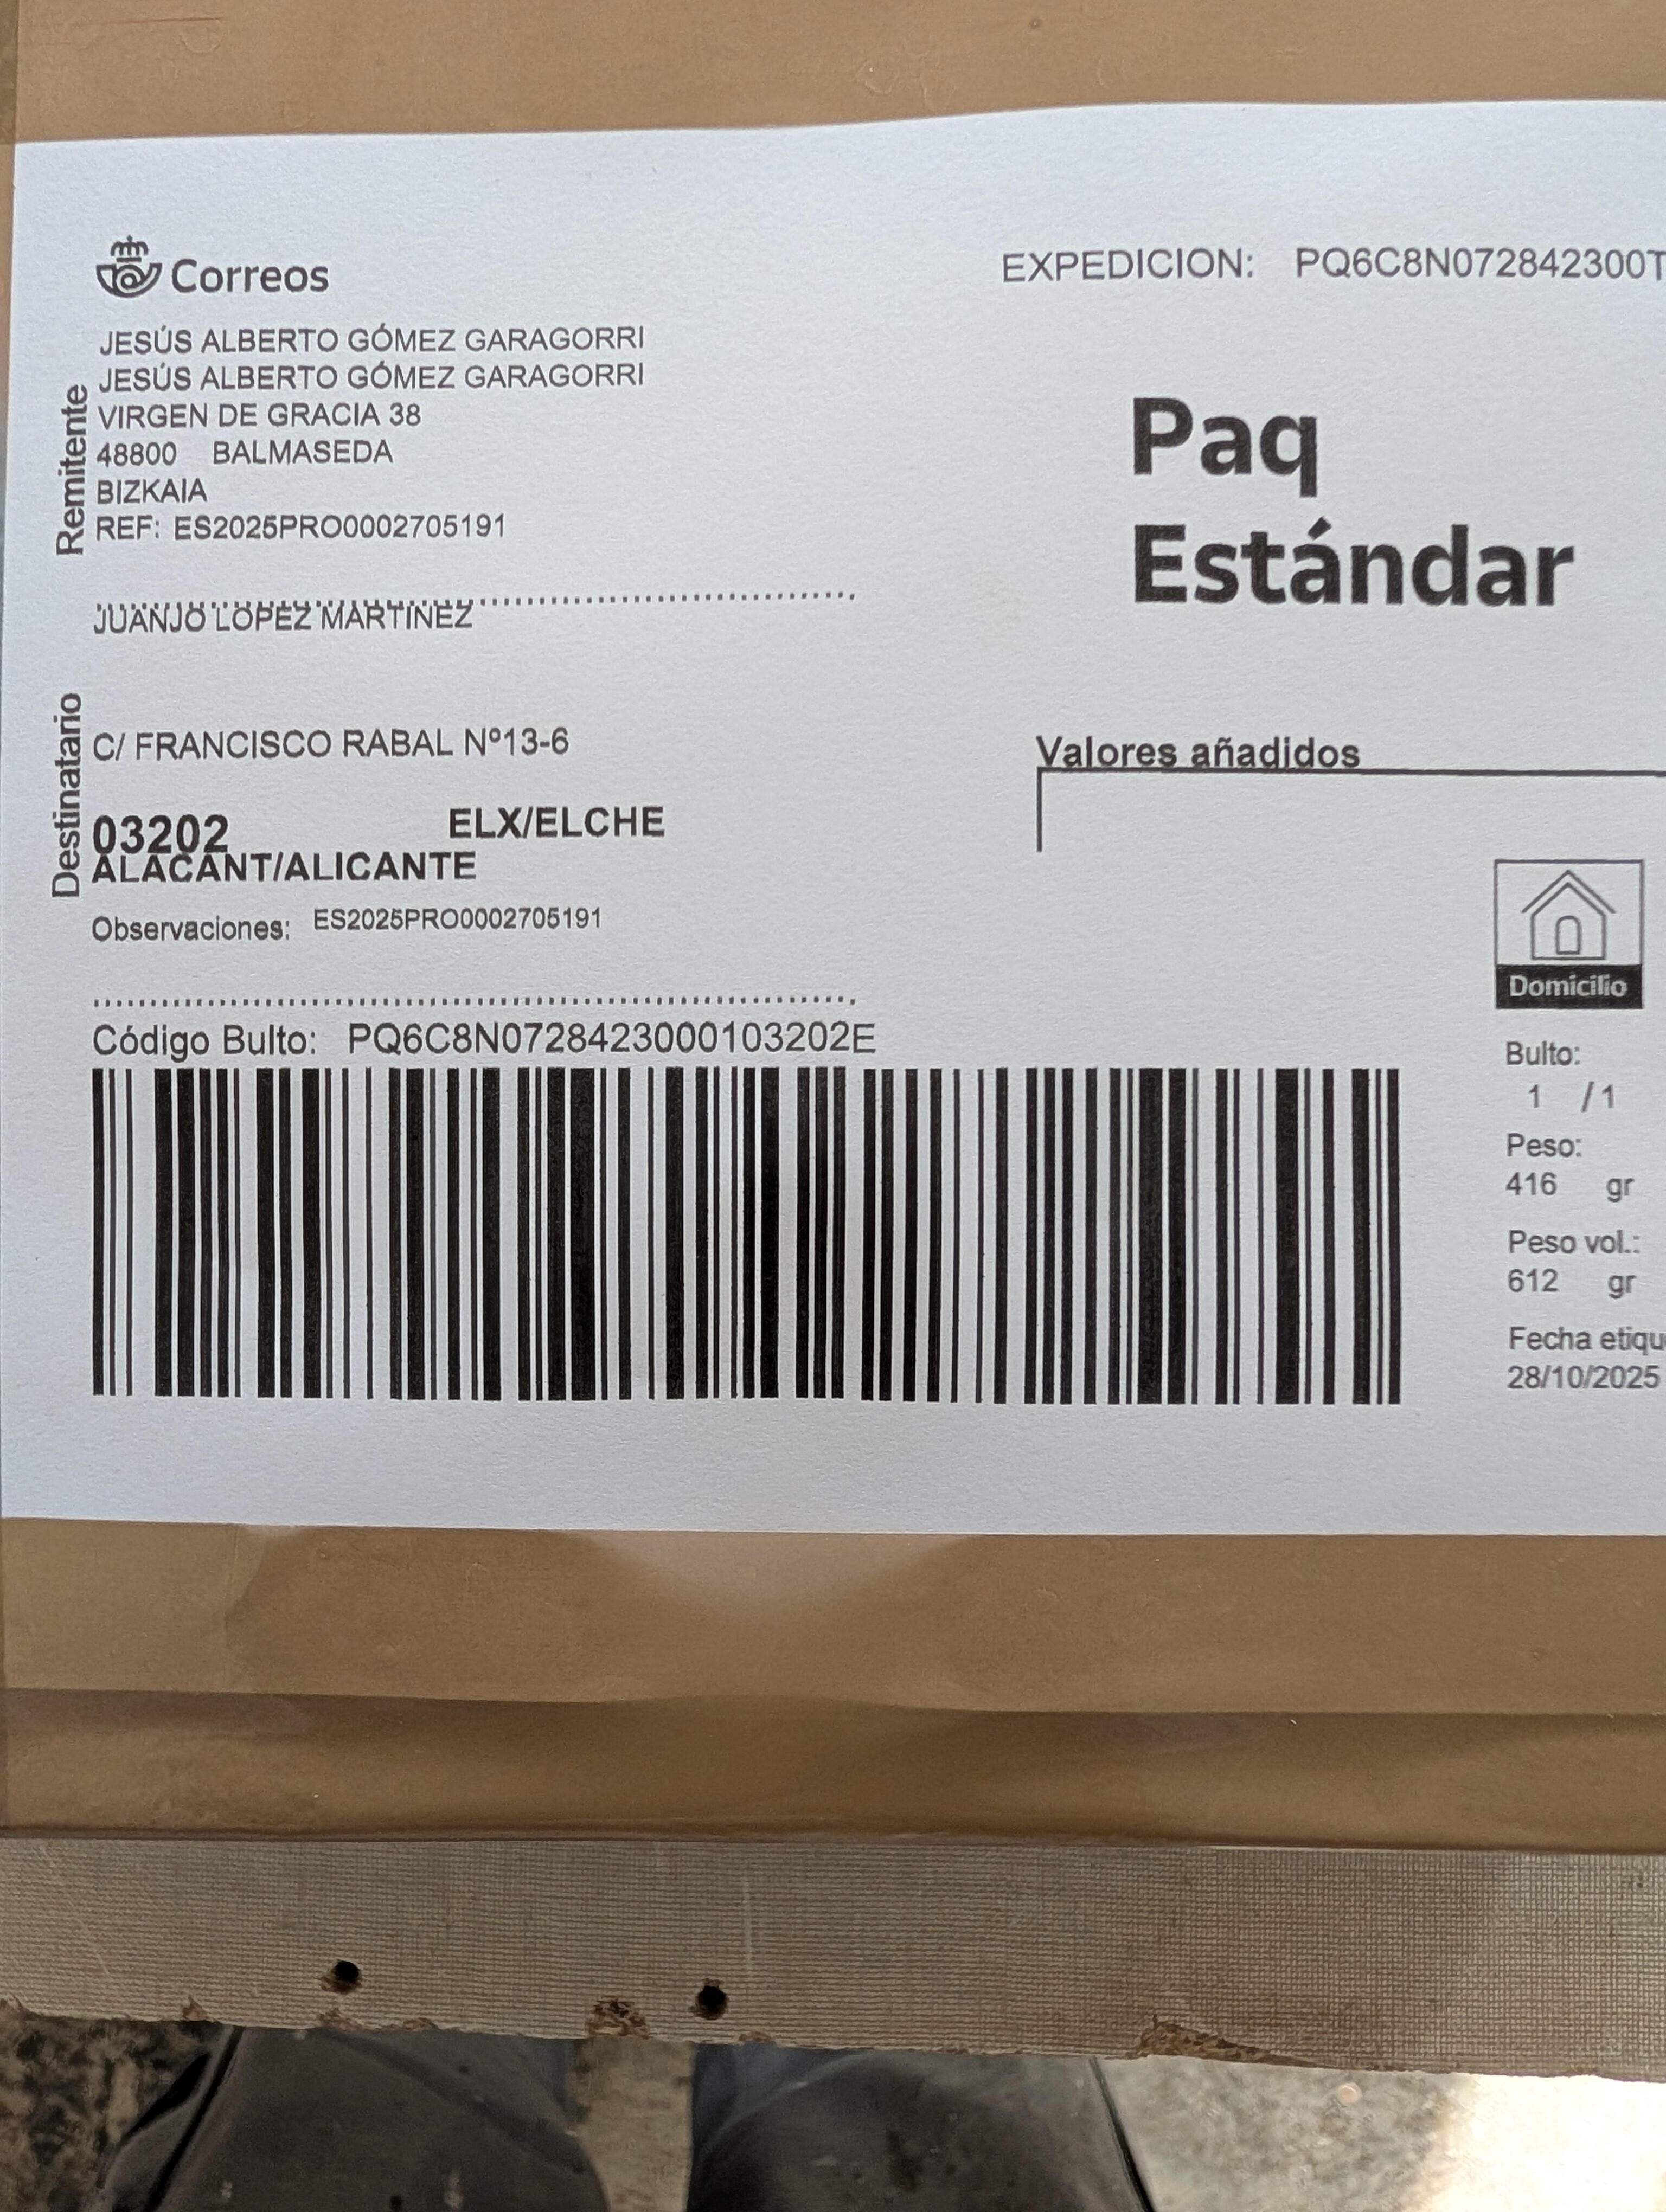 Correos
EXPEDICION: PQ6C8N072842300T
Remitente
JESÚS ALBERTO GÓMEZ GARAGORRI
JESÚS ALBERTO GÓMEZ GARAGORRI
VIRGEN DE GRACIA 38
48800 BALMASEDA
BIZKAIA
REF: ES2025PRO0002705191
Paq
Estándar
Destinatario
JUANJO LOPEZ MARTINEZ
C/ FRANCISCO RABAL Nº13-6
03202 ELX/ELCHE
ALACANT/ALICANTE
Observaciones: ES2025PRO0002705191
Valores añadidos
Domicilio
Código Bulto: PQ6C8N0728423000103202E
Bulto:
1 / 1
Peso:
416 gr
Peso vol.:
612 gr
Fecha etiqu
28/10/2025